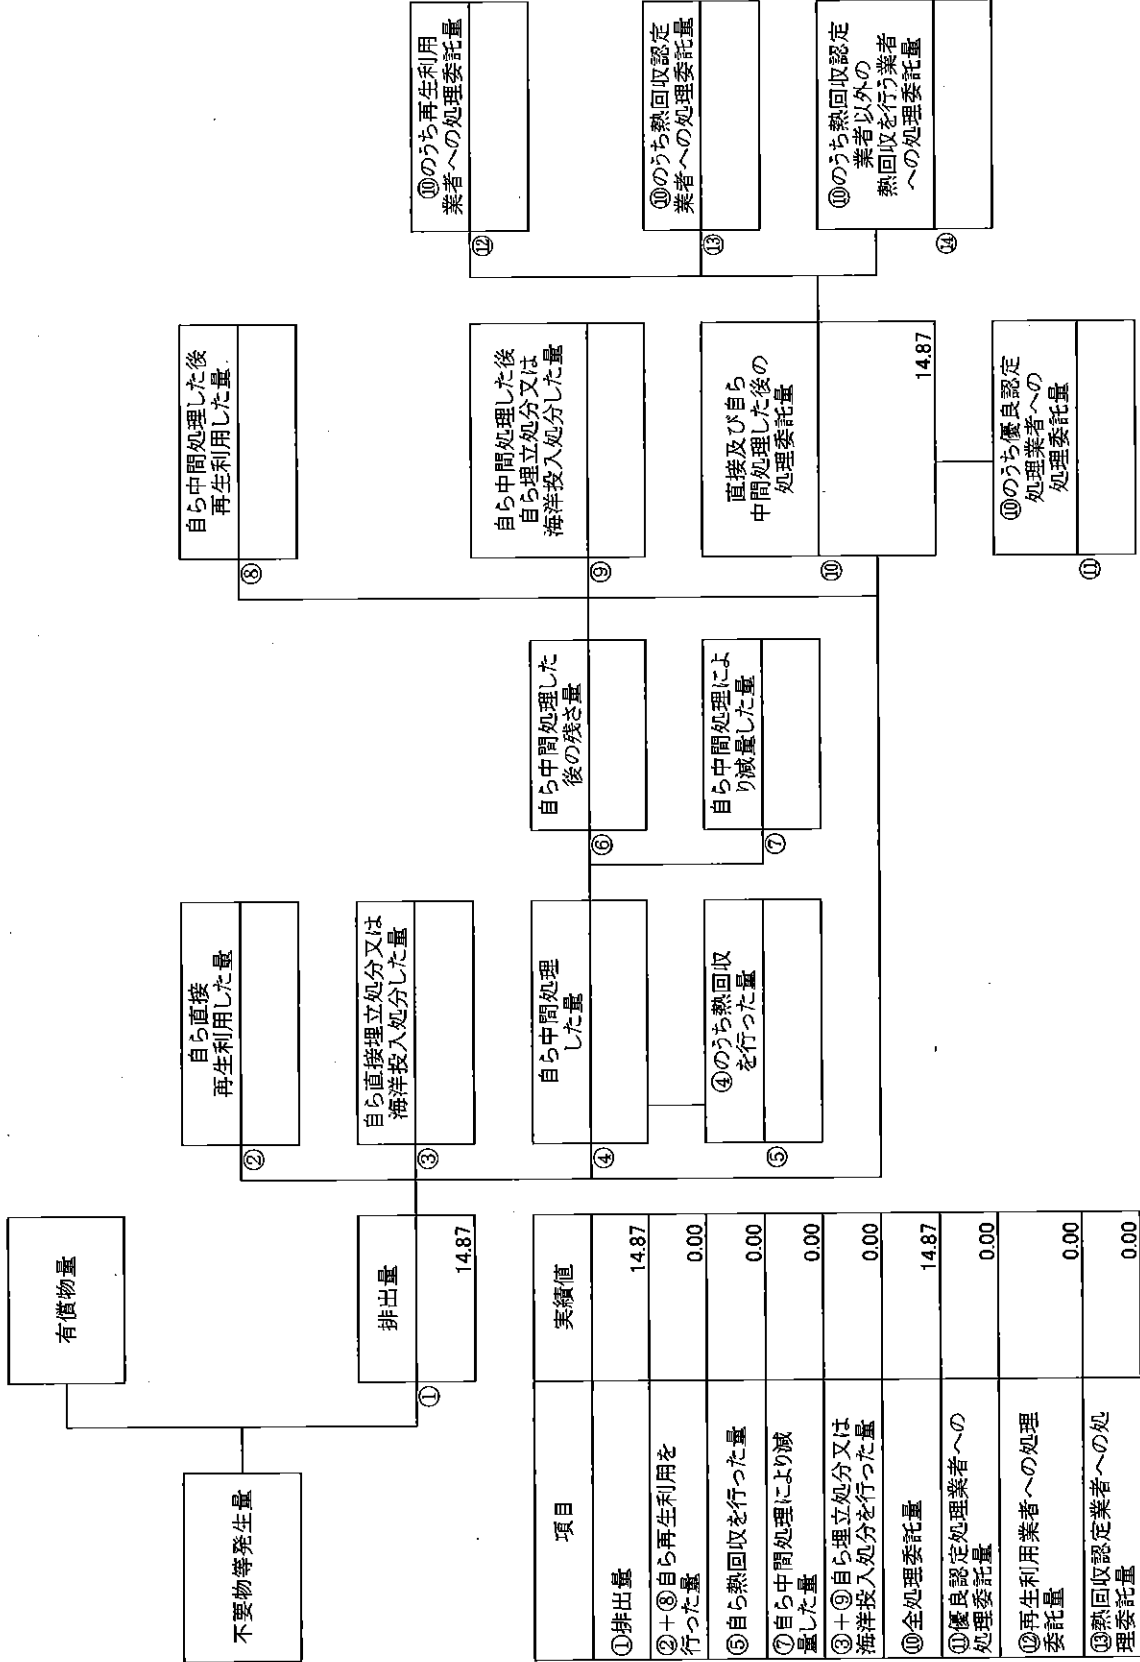 不要物等発生量
有償物量
排出量
①
14.87
自ら直接
再生利用した量
②
自ら直接埋立処分又は
海洋投入処分した量
③
自ら中間処理
した量
④
④のうち熱回収
を行った量
⑤
自ら中間処理した
後の残さ量
⑥
自ら中間処理によ
り減量した量
⑦
自ら中間処理した後
再生利用した量
⑧
自ら中間処理した後
自ら埋立処分又は
海洋投入処分した量
⑨
直接及び自ら
中間処理した後の
処理委託量
⑩
14.87
⑩のうち優良認定
処理業者への
処理委託量
⑪
⑩のうち再生利用
業者への処理委託量
⑫
⑩のうち熱回収認定
業者への処理委託量
⑬
⑩のうち熱回収認定
業者以外の
熱回収を行う業者
への処理委託量
⑭
項目 実績値
①排出量 14.87
②+⑧自ら再生利用を
行った量 0.00
⑤自ら熱回収を行った量 0.00
⑦自ら中間処理により減
量した量 0.00
③+⑨自ら埋立処分又は
海洋投入処分を行った量 0.00
⑩全処理委託量 14.87
⑪優良認定処理業者への
処理委託量 0.00
⑫再生利用業者への処理
委託量 0.00
⑬熱回収認定業者への処
理委託量 0.00